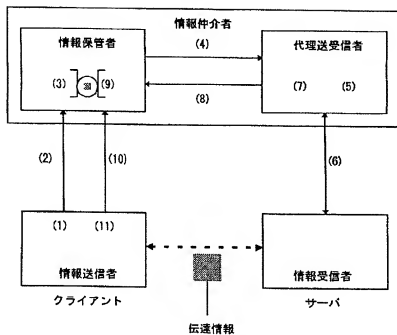 情報仲介者
情報保管者
(4)
代理送受信者
(3)
(9)
(7)
(5)
(8)
(2)
(10)
(6)
(1)
(11)
情報送信者
情報受信者
クライアント
サーバ
伝達情報